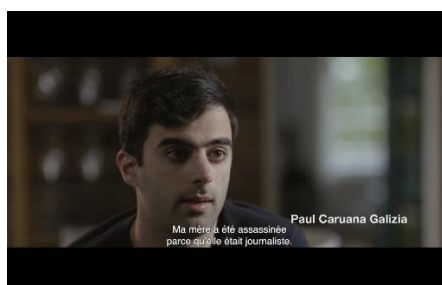 Paul Caruana Galizia
Ma mère a été assassinée
parce qu'elle était journaliste.